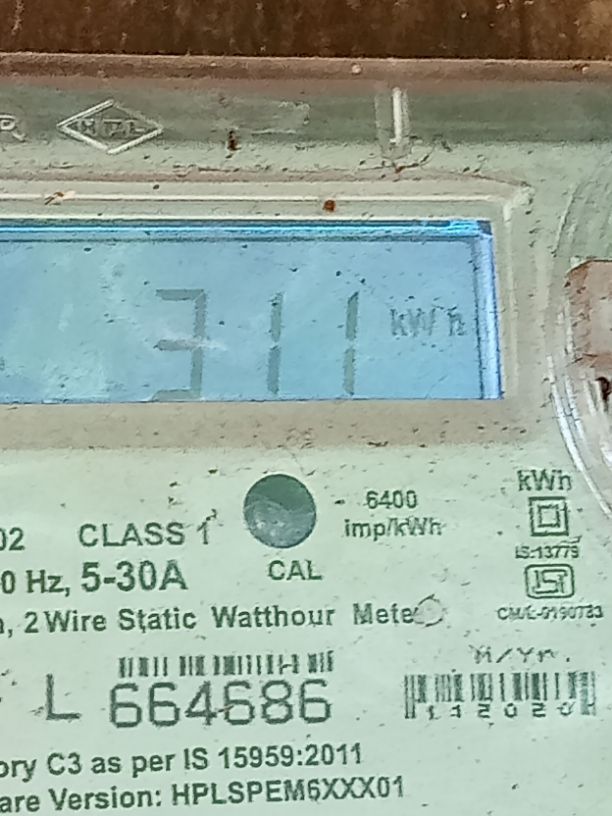 HPL
311 kWh
6400
kWh
02 CLASS 1
imp/kWh
IS:13779
0 Hz, 5-30A
CAL
ISI
2 Wire Static Watthour Meter
M/Yr.
L 664686
112020
ory C3 as per IS 15959:2011
are Version: HPLSPEM6XXX01